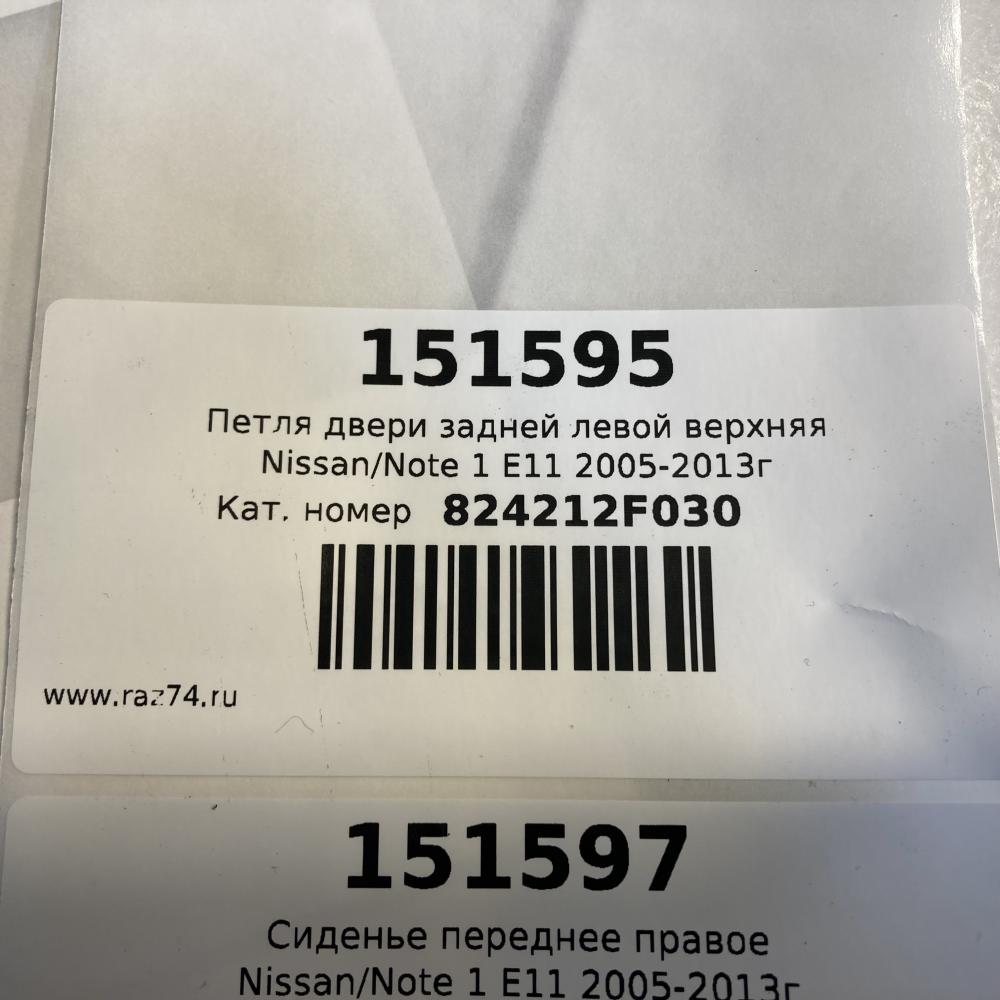 151595
Петля двери задней левой верхняя
Nissan/Note 1 E11 2005-2013г
Кат. номер 824212F030
www.raz74.ru
151597
Сиденье переднее правое
Nissan/Note 1 E11 2005-2013г